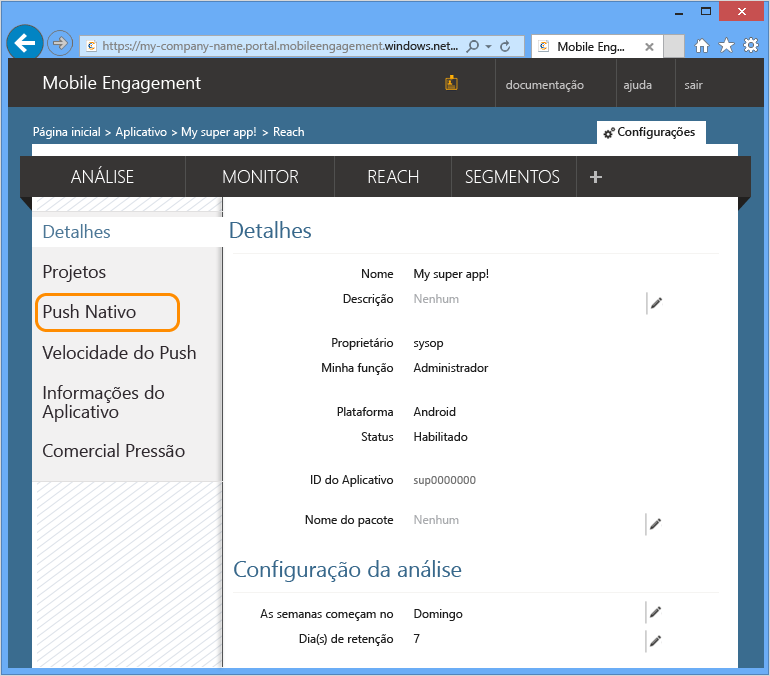 https://my-company-name.portal.mobileengagement.windows.net...
Mobile Eng...
Mobile Engagement
documentação
ajuda
sair
Página inicial > Aplicativo > My super app! > Reach
Configurações
ANÁLISE
MONITOR
REACH
SEGMENTOS
+
Detalhes
Projetos
Push Nativo
Velocidade do Push
Informações do
Aplicativo
Comercial Pressão
Detalhes
Nome My super app!
Descrição Nenhum
Proprietário sysop
Minha função Administrador
Plataforma Android
Status Habilitado
ID do Aplicativo sup0000000
Nome do pacote Nenhum
Configuração da análise
As semanas começam no Domingo
Dia(s) de retenção 7